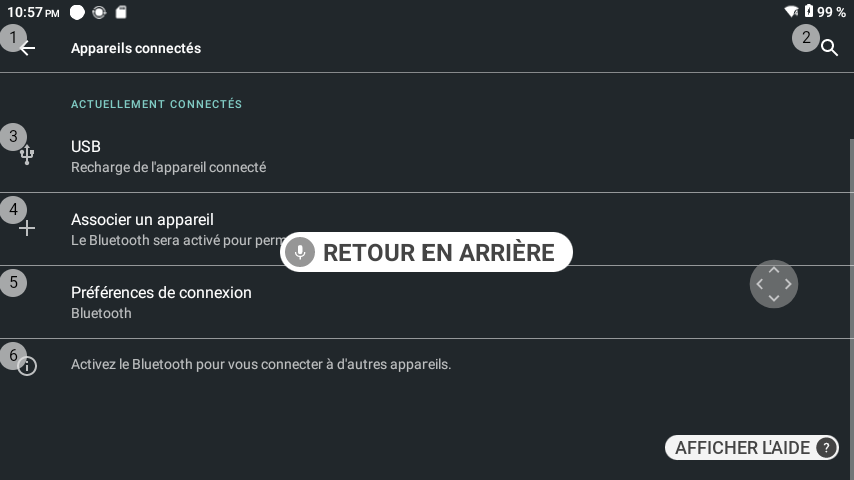 10:57 PM 99 %
1 Appareils connectés 2
ACTUELLEMENT CONNECTÉS
3 USB
Recharge de l'appareil connecté
4 Associer un appareil
Le Bluetooth sera activé pour
RETOUR EN ARRIÈRE
5 Préférences de connexion
Bluetooth
6 Activez le Bluetooth pour vous connecter à d'autres appareils.
AFFICHER L'AIDE ?